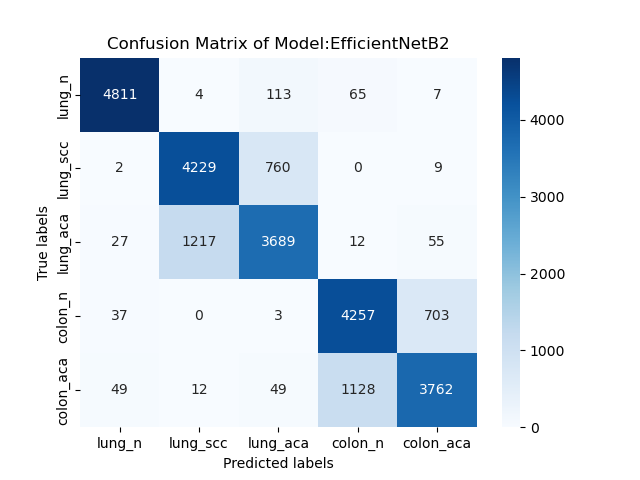 Confusion Matrix of Model:EfficientNetB2
True labels
lung_n 4811 4 113 65 7
lung_scc 2 4229 760 0 9
lung_aca 27 1217 3689 12 55
colon_n 37 0 3 4257 703
colon_aca 49 12 49 1128 3762
lung_n lung_scc lung_aca colon_n colon_aca
Predicted labels
4000
3000
2000
1000
0